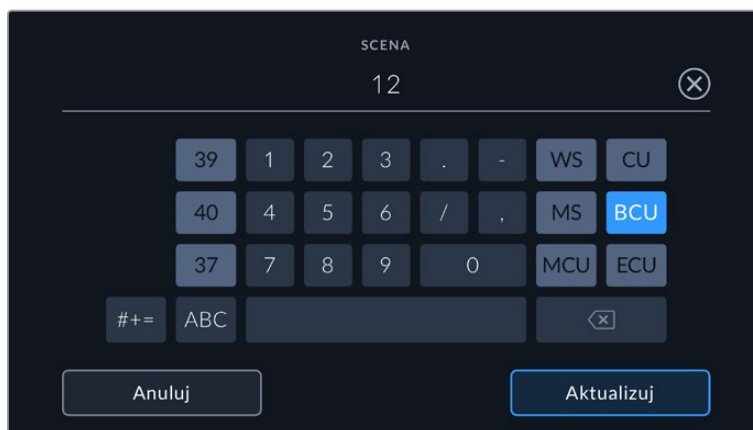 SCENA
12
39 1 2 3 . - WS CU
40 4 5 6 / , MS BCU
37 7 8 9 0 MCU ECU
#+= ABC
Anuluj Aktualizuj